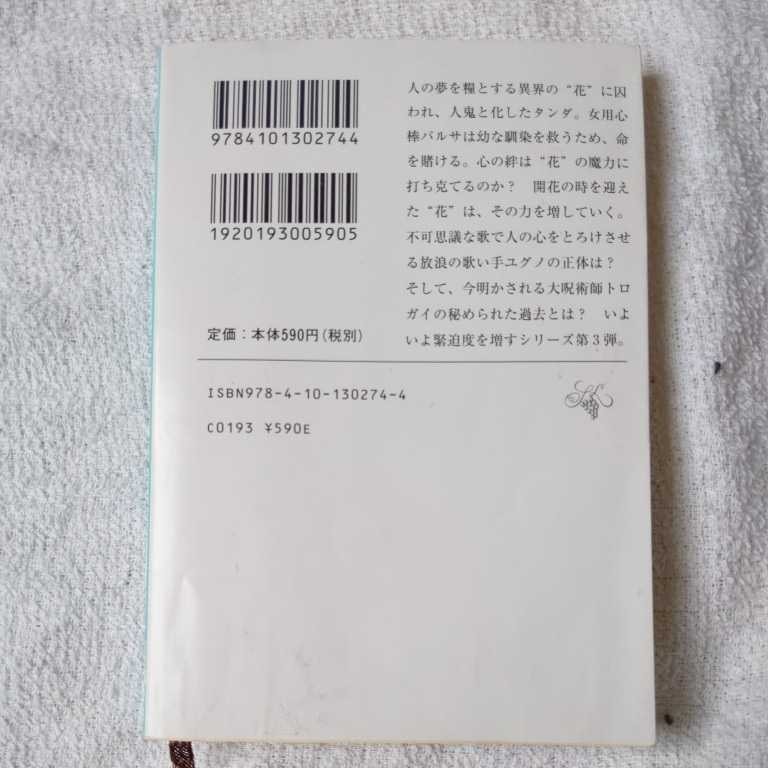 9784101302744
1920193005905
定価：本体590円(税別)
ISBN978-4-10-130274-4
C0193 ¥590E
人の夢を糧とする異界の“花”に囚
われ、人鬼と化したタンダ。女用心
棒バルサは幼な馴染を救うため、命
を賭ける。心の絆は“花”の魔力に
打ち克てるのか？　開花の時を迎え
た“花”は、その力を増していく。
不可思議な歌で人の心をとろけさせ
る放浪の歌い手ユグノの正体は？
そして、今明かされる大呪術師トロ
ガイの秘められた過去とは？　いよ
いよ緊迫度を増すシリーズ第3弾。